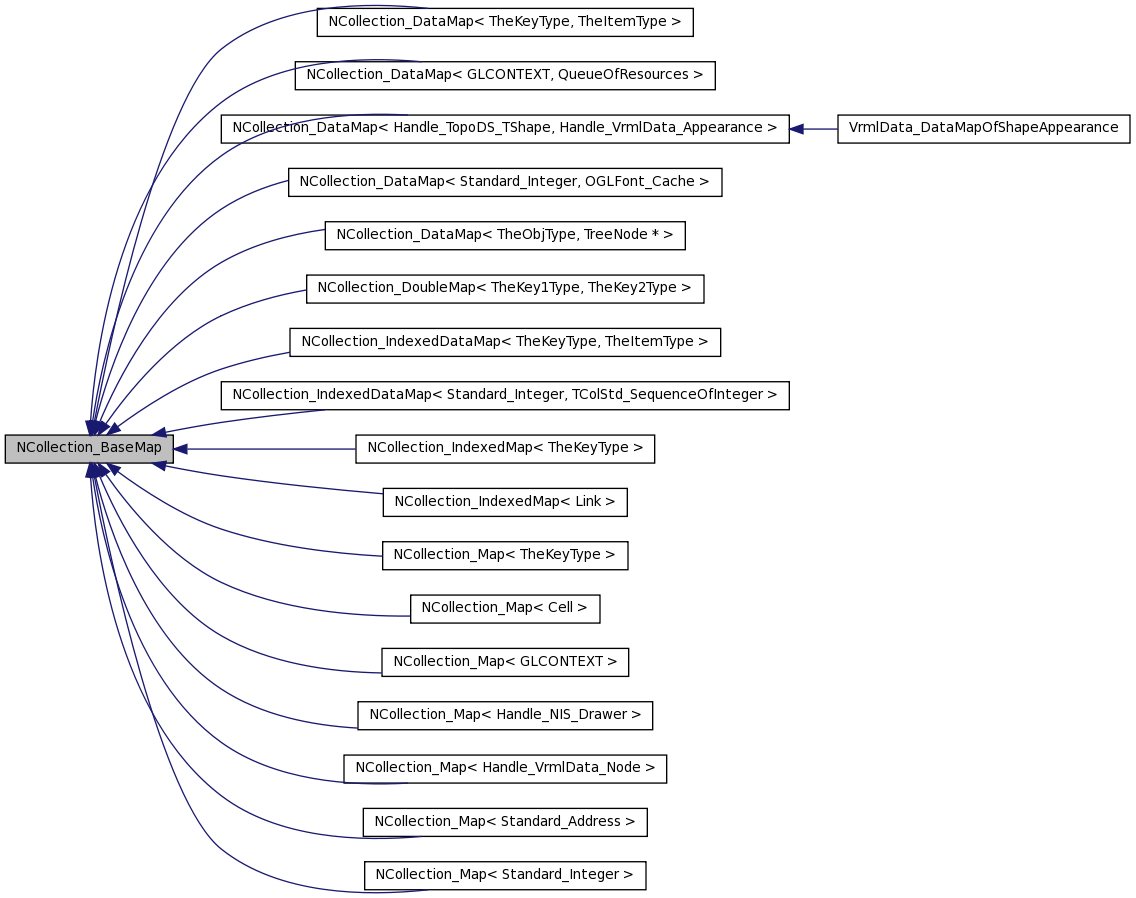 NCollection_DataMap< TheKeyType, TheItemType >
NCollection_DataMap< GLCONTEXT, QueueOfResources >
NCollection_DataMap< Handle_TopoDS_TShape, Handle_VrmlData_Appearance >
VrmlData_DataMapOfShapeAppearance
NCollection_DataMap< Standard_Integer, OGLFont_Cache >
NCollection_DataMap< TheObjType, TreeNode * >
NCollection_DoubleMap< TheKey1Type, TheKey2Type >
NCollection_IndexedDataMap< TheKeyType, TheItemType >
NCollection_IndexedDataMap< Standard_Integer, TColStd_SequenceOfInteger >
NCollection_BaseMap
NCollection_IndexedMap< TheKeyType >
NCollection_IndexedMap< Link >
NCollection_Map< TheKeyType >
NCollection_Map< Cell >
NCollection_Map< GLCONTEXT >
NCollection_Map< Handle_NIS_Drawer >
NCollection_Map< Handle_VrmlData_Node >
NCollection_Map< Standard_Address >
NCollection_Map< Standard_Integer >